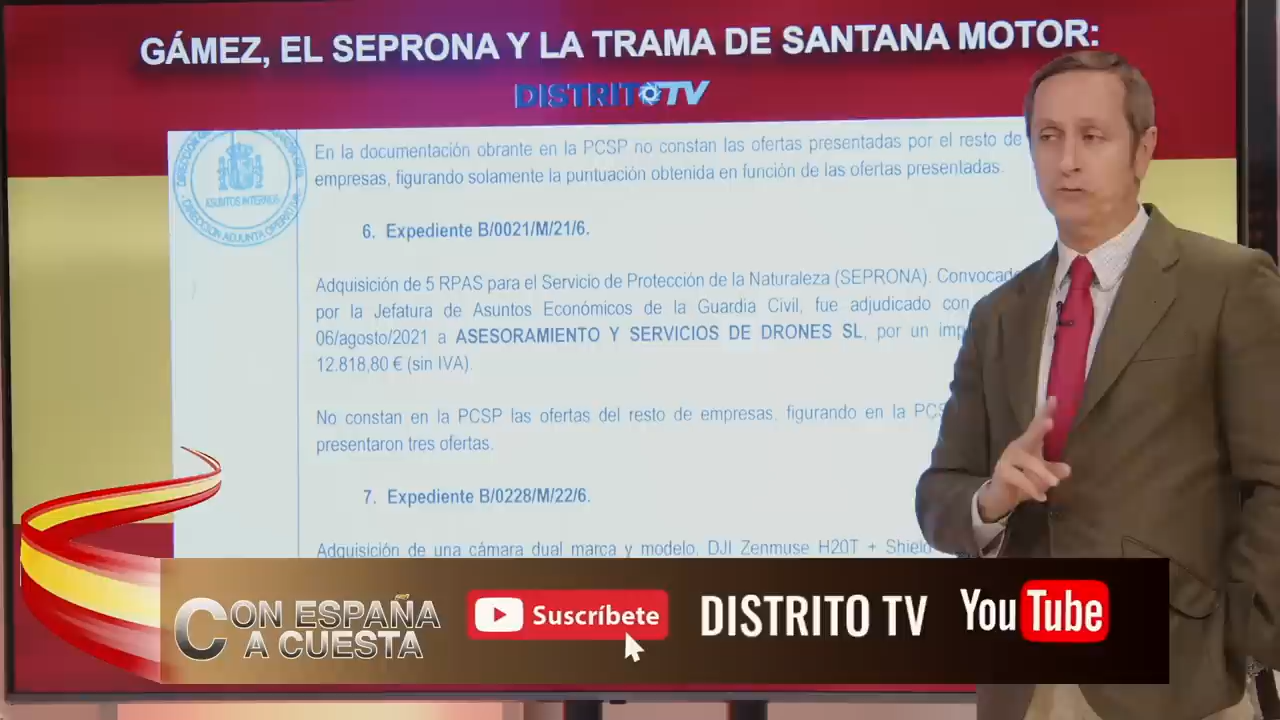 GÁMEZ, EL SEPRONA Y LA TRAMA DE SANTANA MOTOR:
DISTRITO TV
ASUNTOS INTERNOS
DIRECCIÓN ADJUNTA OPERATIVA
En la documentación obrante en la PCSP no constan las ofertas presentadas por el resto de
empresas, figurando solamente la puntuación obtenida en función de las ofertas presentadas.
6. Expediente B/0021/M/21/6.
Adquisición de 5 RPAS para el Servicio de Protección de la Naturaleza (SEPRONA). Convocado
por la Jefatura de Asuntos Económicos de la Guardia Civil, fue adjudicado con
06/agosto/2021 a ASESORAMIENTO Y SERVICIOS DE DRONES SL, por un imp
12.818,80 € (sin IVA).
No constan en la PCSP las ofertas del resto de empresas, figurando en la PCS
presentaron tres ofertas.
7. Expediente B/0228/M/22/6.
Adquisición de una cámara dual marca y modelo, DJI Zenmuse H20T + Shield
CON ESPAÑA
A CUESTA
Suscríbete
DISTRITO TV
YouTube